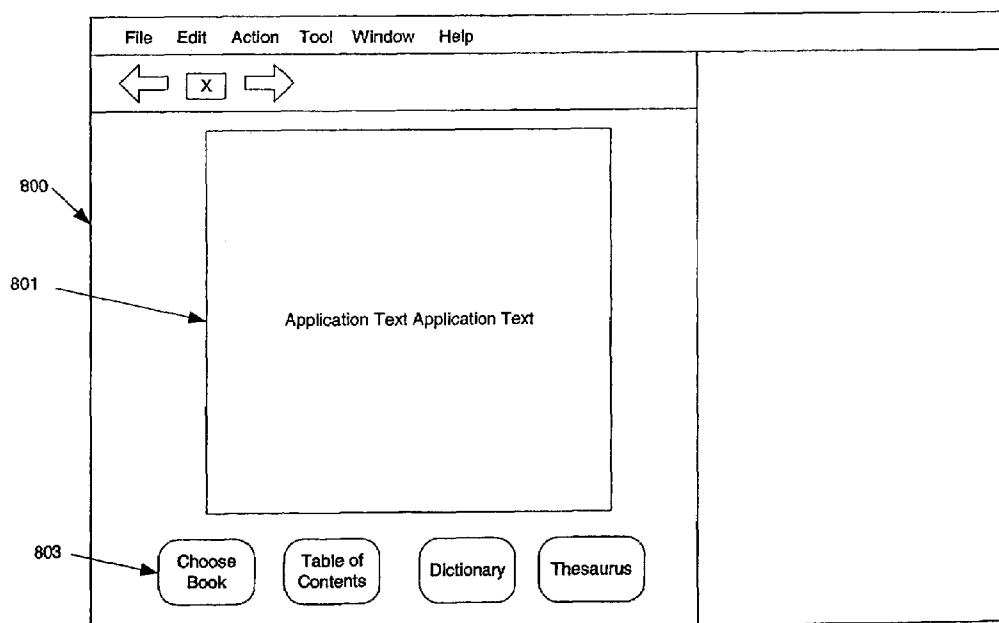 File Edit Action Tool Window Help
X
800
801
Application Text Application Text
803
Choose
Book
Table of
Contents
Dictionary
Thesaurus